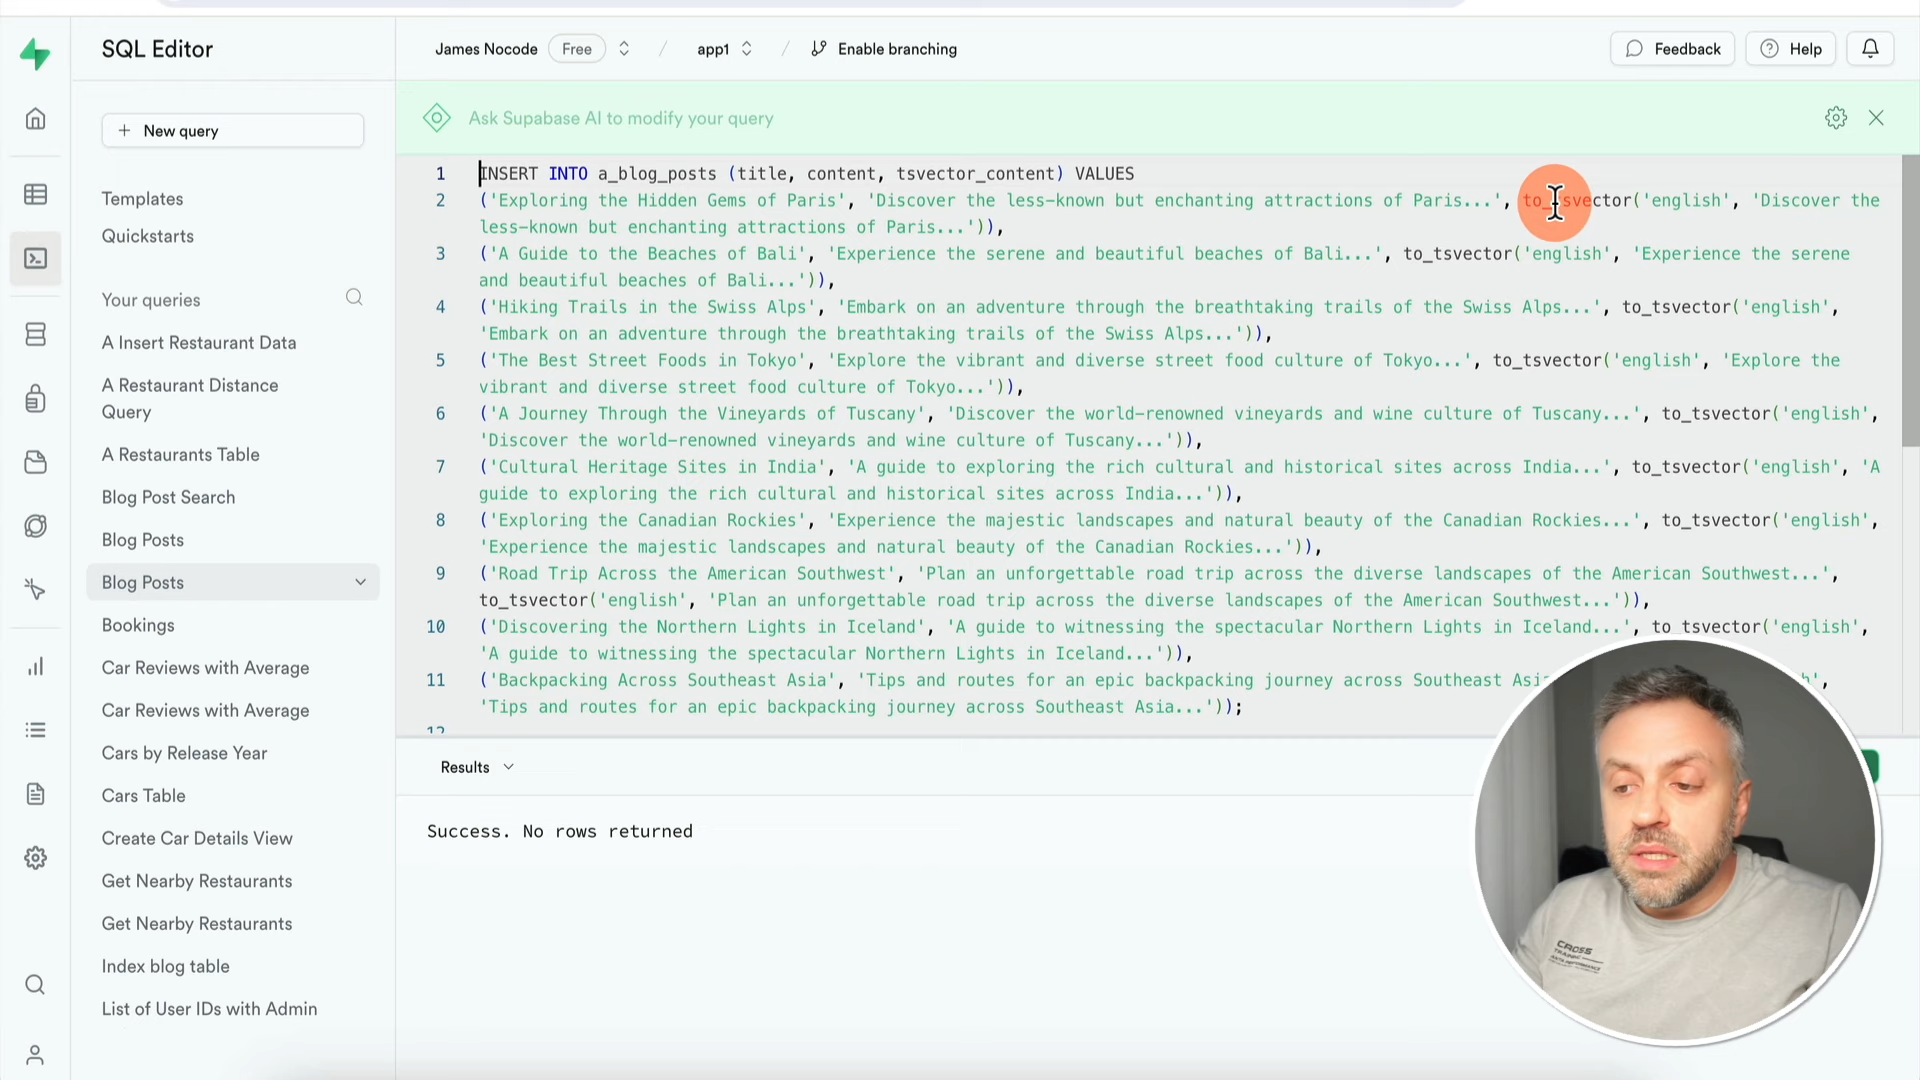 SQL Editor
James Nocode Free / app1 / Enable branching
Feedback
Help
New query
Templates
Quickstarts
Your queries
A Insert Restaurant Data
A Restaurant Distance
Query
A Restaurants Table
Blog Post Search
Blog Posts
Blog Posts
Bookings
Car Reviews with Average
Car Reviews with Average
Cars by Release Year
Cars Table
Create Car Details View
Get Nearby Restaurants
Get Nearby Restaurants
Index blog table
List of User IDs with Admin
Ask Supabase AI to modify your query
1 INSERT INTO a_blog_posts (title, content, tsvector_content) VALUES
2 ('Exploring the Hidden Gems of Paris', 'Discover the less-known but enchanting attractions of Paris...', to_tsvector('english', 'Discover the
less-known but enchanting attractions of Paris...')),
3 ('A Guide to the Beaches of Bali', 'Experience the serene and beautiful beaches of Bali...', to_tsvector('english', 'Experience the serene
and beautiful beaches of Bali...')),
4 ('Hiking Trails in the Swiss Alps', 'Embark on an adventure through the breathtaking trails of the Swiss Alps...', to_tsvector('english',
'Embark on an adventure through the breathtaking trails of the Swiss Alps...')),
5 ('The Best Street Foods in Tokyo', 'Explore the vibrant and diverse street food culture of Tokyo...', to_tsvector('english', 'Explore the
vibrant and diverse street food culture of Tokyo...')),
6 ('A Journey Through the Vineyards of Tuscany', 'Discover the world-renowned vineyards and wine culture of Tuscany...', to_tsvector('english',
'Discover the world-renowned vineyards and wine culture of Tuscany...')),
7 ('Cultural Heritage Sites in India', 'A guide to exploring the rich cultural and historical sites across India...', to_tsvector('english', 'A
guide to exploring the rich cultural and historical sites across India...')),
8 ('Exploring the Canadian Rockies', 'Experience the majestic landscapes and natural beauty of the Canadian Rockies...', to_tsvector('english',
'Experience the majestic landscapes and natural beauty of the Canadian Rockies...')),
9 ('Road Trip Across the American Southwest', 'Plan an unforgettable road trip across the diverse landscapes of the American Southwest...',
to_tsvector('english', 'Plan an unforgettable road trip across the diverse landscapes of the American Southwest...')),
10 ('Discovering the Northern Lights in Iceland', 'A guide to witnessing the spectacular Northern Lights in Iceland...', to_tsvector('english',
'A guide to witnessing the spectacular Northern Lights in Iceland...')),
11 ('Backpacking Across Southeast Asia', 'Tips and routes for an epic backpacking journey across Southeast
'Tips and routes for an epic backpacking journey across Southeast Asia...'));
12
Results
Success. No rows returned
CROSS